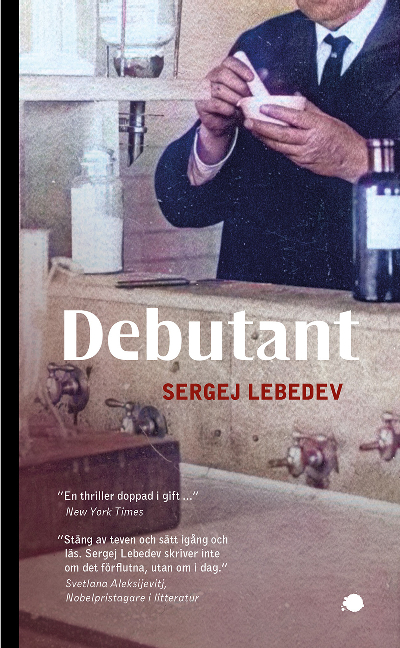 Debutant
SERGEJ LEBEDEV
”En thriller doppad i gift ...”
New York Times
”Stäng av teven och sätt igång och
läs. Sergej Lebedev skriver inte
om det förflutna, utan om i dag.”
Svetlana Aleksijevitj,
Nobelpristagare i litteratur